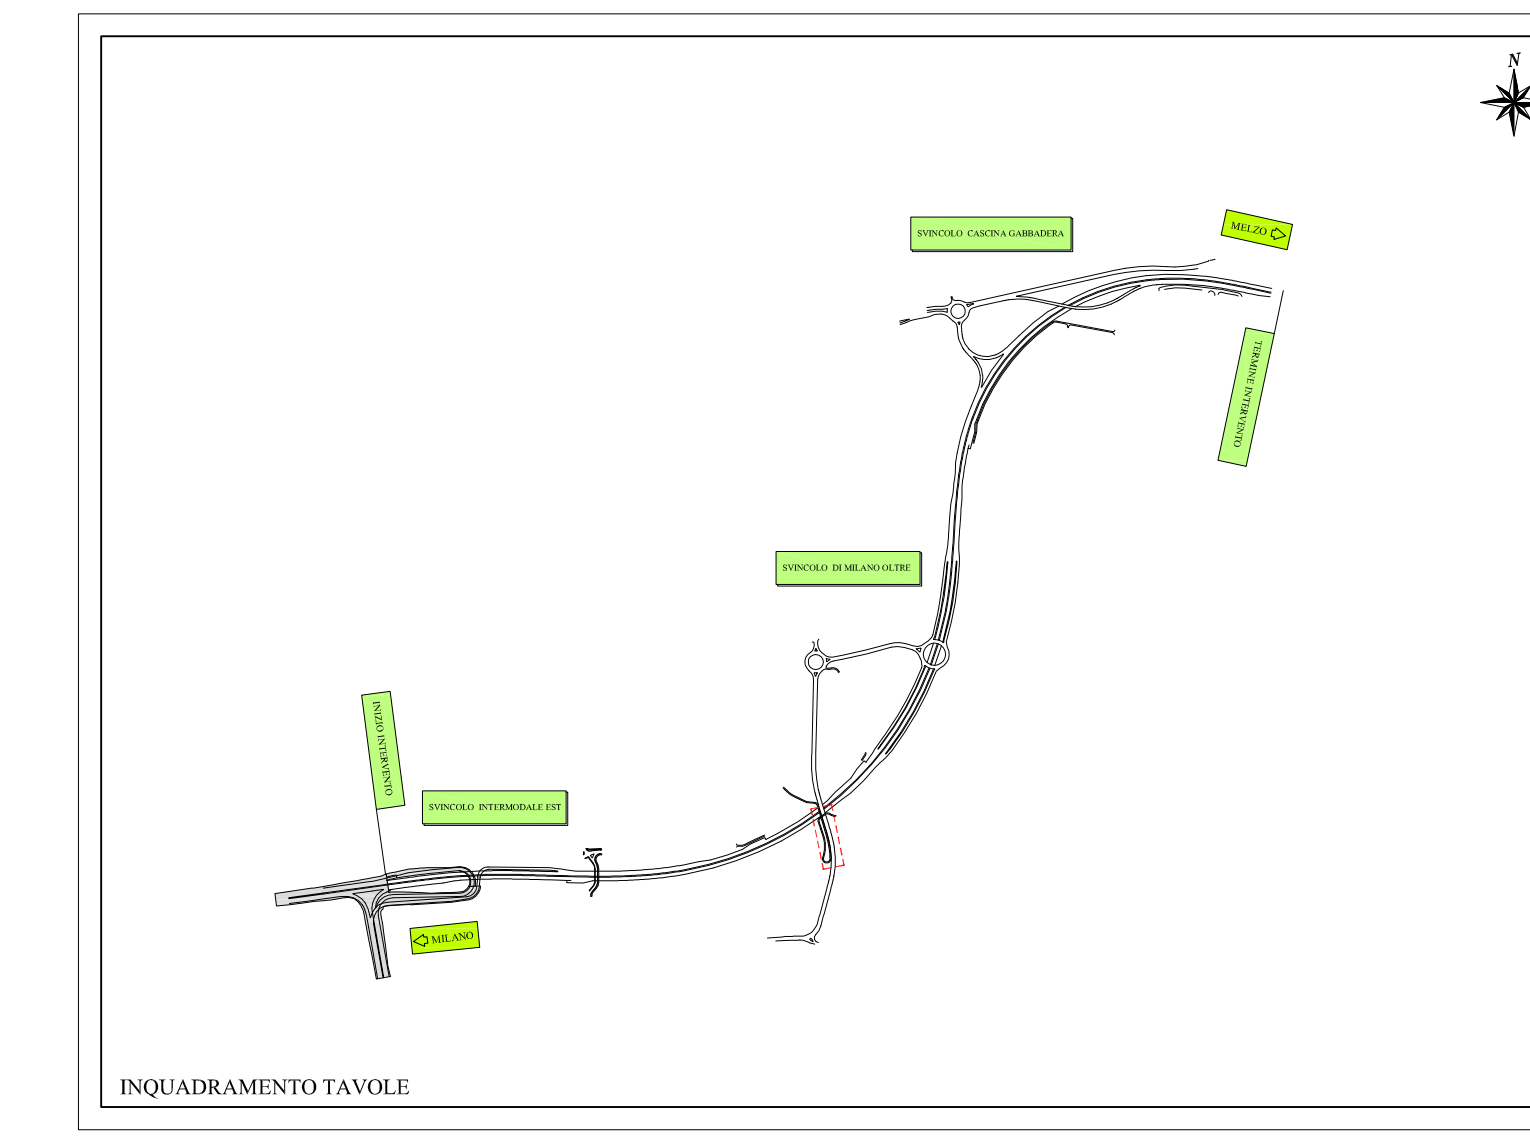 N
MELZO
SVINCOLO CASCINA GABBADERA
TERMINE INTERVENTO
SVINCOLO DI MILANO OLTRE
INIZIO INTERVENTO
SVINCOLO INTERMODALE EST
MILANO
INQUADRAMENTO TAVOLE